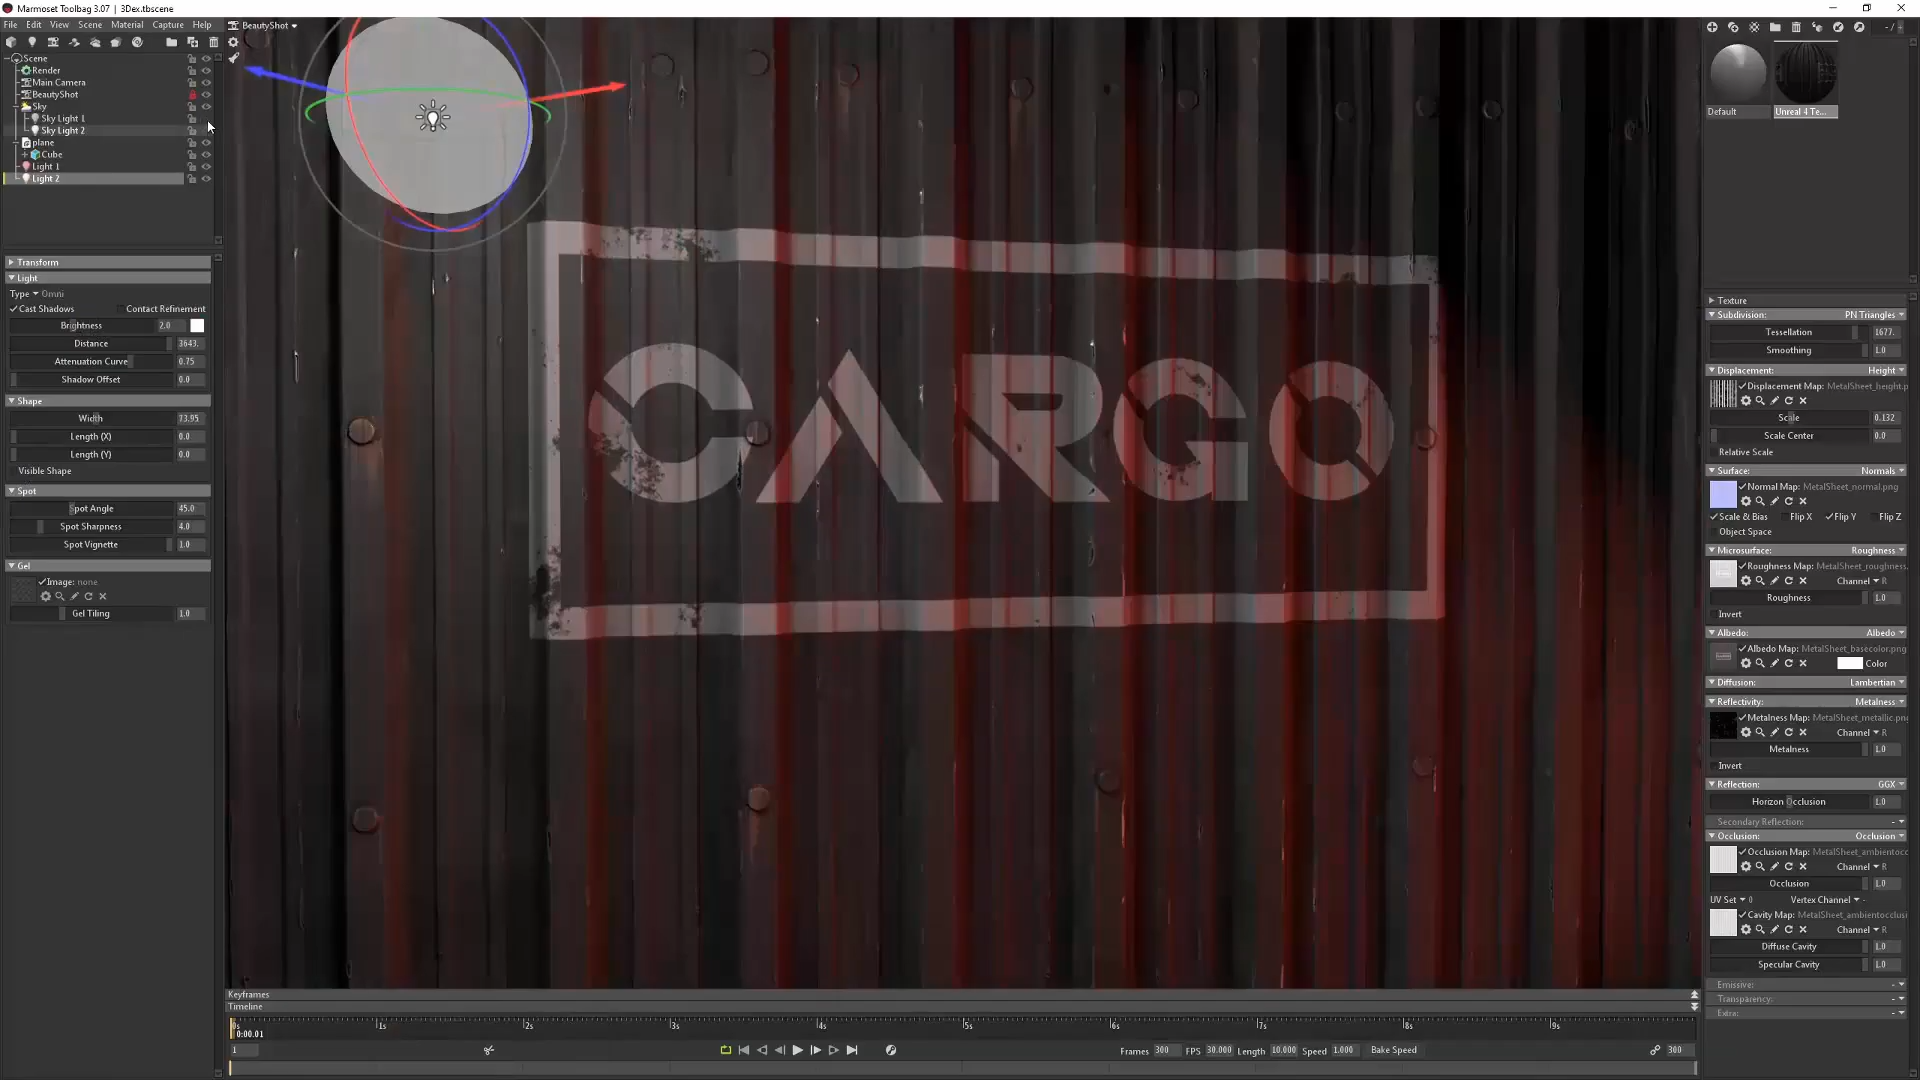 Marmoset Toolbag 3.07 | 3Dex.tbscene
File Edit View Scene Material Capture Help
BeautyShot
Scene
Render
Main Camera
BeautyShot
Sky
Sky Light 1
Sky Light 2
plane
Cube
Light 1
Light 2
Transform
Light
Type Omni
Cast Shadows Contact Refinement
Brightness 2.0
Distance 3643.
Attenuation Curve 0.75
Shadow Offset 0.0
Shape
Width 73.95
Length (X) 0.0
Length (Y) 0.0
Visible Shape
Spot
Spot Angle 45.0
Spot Sharpness 4.0
Spot Vignette 1.0
Gel
Image: none
Gel Tiling 1.0
CARGO
Default Unreal 4 Te...
Texture
Subdivision: PN Triangles
Tessellation 1677.
Smoothing 1.0
Displacement: Height
Displacement Map: MetalSheet_height.p
Scale 0.132
Scale Center 0.0
Relative Scale
Surface: Normals
Normal Map: MetalSheet_normal.png
Scale & Bias Flip X Flip Y Flip Z
Object Space
Microsurface: Roughness
Roughness Map: MetalSheet_roughness.
Channel R
Roughness 1.0
Invert
Albedo: Albedo
Albedo Map: MetalSheet_basecolor.png
Color
Diffusion: Lambertian
Reflectivity: Metalness
Metalness Map: MetalSheet_metallic.png
Channel R
Metalness 1.0
Invert
Reflection: GGX
Horizon Occlusion 1.0
Secondary Reflection: -
Occlusion: Occlusion
Occlusion Map: MetalSheet_ambientocc
Channel R
Occlusion 1.0
UV Set 0 Vertex Channel -
Cavity Map: MetalSheet_ambientocclusi
Channel R
Diffuse Cavity 1.0
Specular Cavity 1.0
Emissive: -
Transparency: -
Extra: -
Keyframes
Timeline
0s 1s 2s 3s 4s 5s 6s 7s 8s 9s
0:00.01
1 Frames 300 FPS 30.000 Length 10.000 Speed 1.000 Bake Speed 300